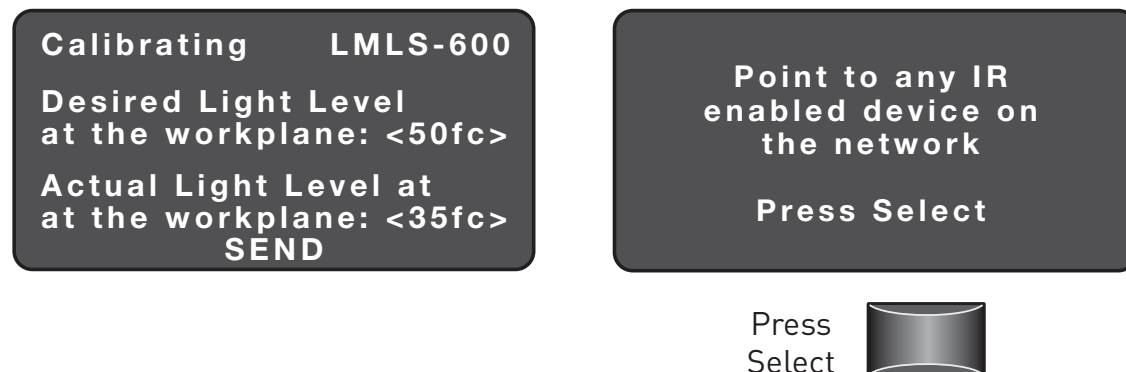 Calibrating LMLS-600
Desired Light Level
at the workplane: <50fc>
Actual Light Level at
at the workplane: <35fc>
SEND
Point to any IR
enabled device on
the network
Press Select
Press
Select